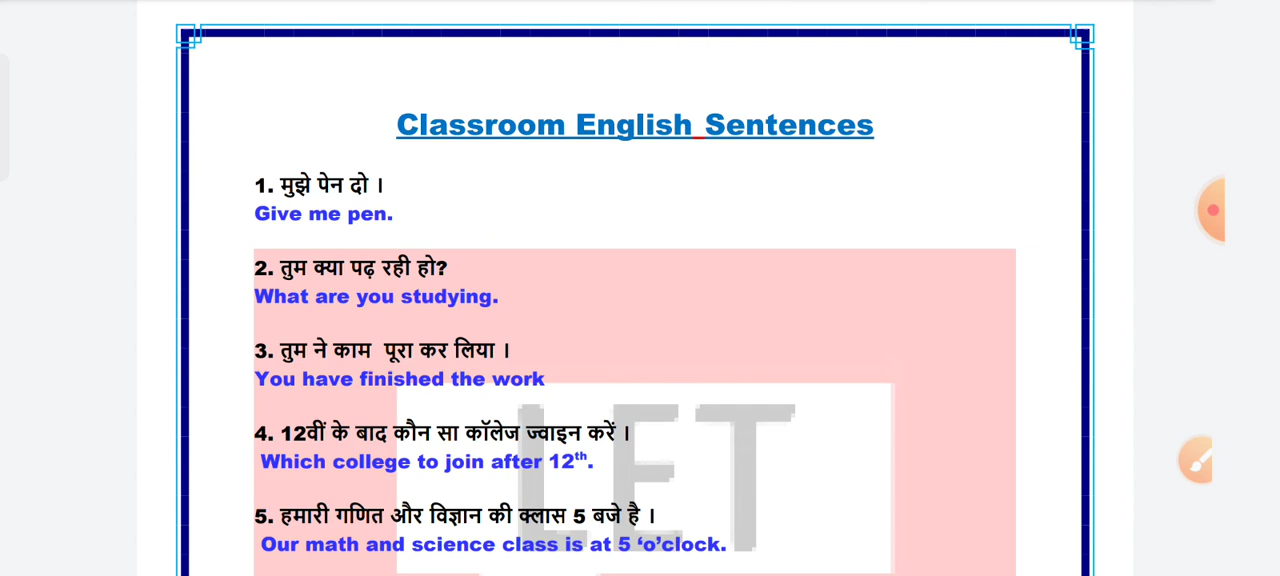 Classroom English Sentences
1. मुझे पेन दो ।
Give me pen.
2. तुम क्या पढ़ रही हो?
What are you studying.
3. तुम ने काम पूरा कर लिया ।
You have finished the work
4. 12वीं के बाद कौन सा कॉलेज ज्वाइन करें ।
Which college to join after 12th.
5. हमारी गणित और विज्ञान की क्लास 5 बजे है ।
Our math and science class is at 5 ‘o’clock.
LET